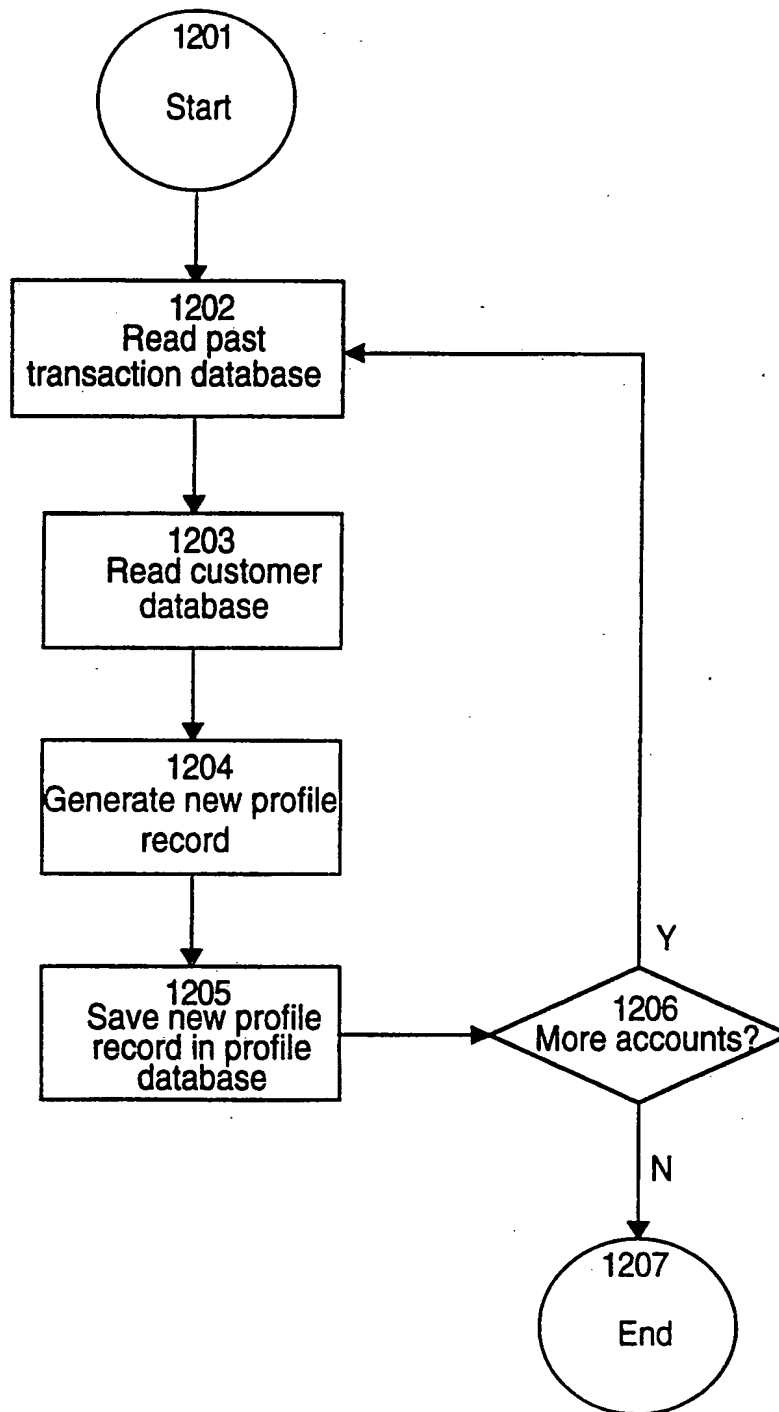 1201
Start
1202
Read past
transaction database
1203
Read customer
database
1204
Generate new profile
record
1205
Save new profile
record in profile
database
1206
More accounts?
Y
N
1207
End